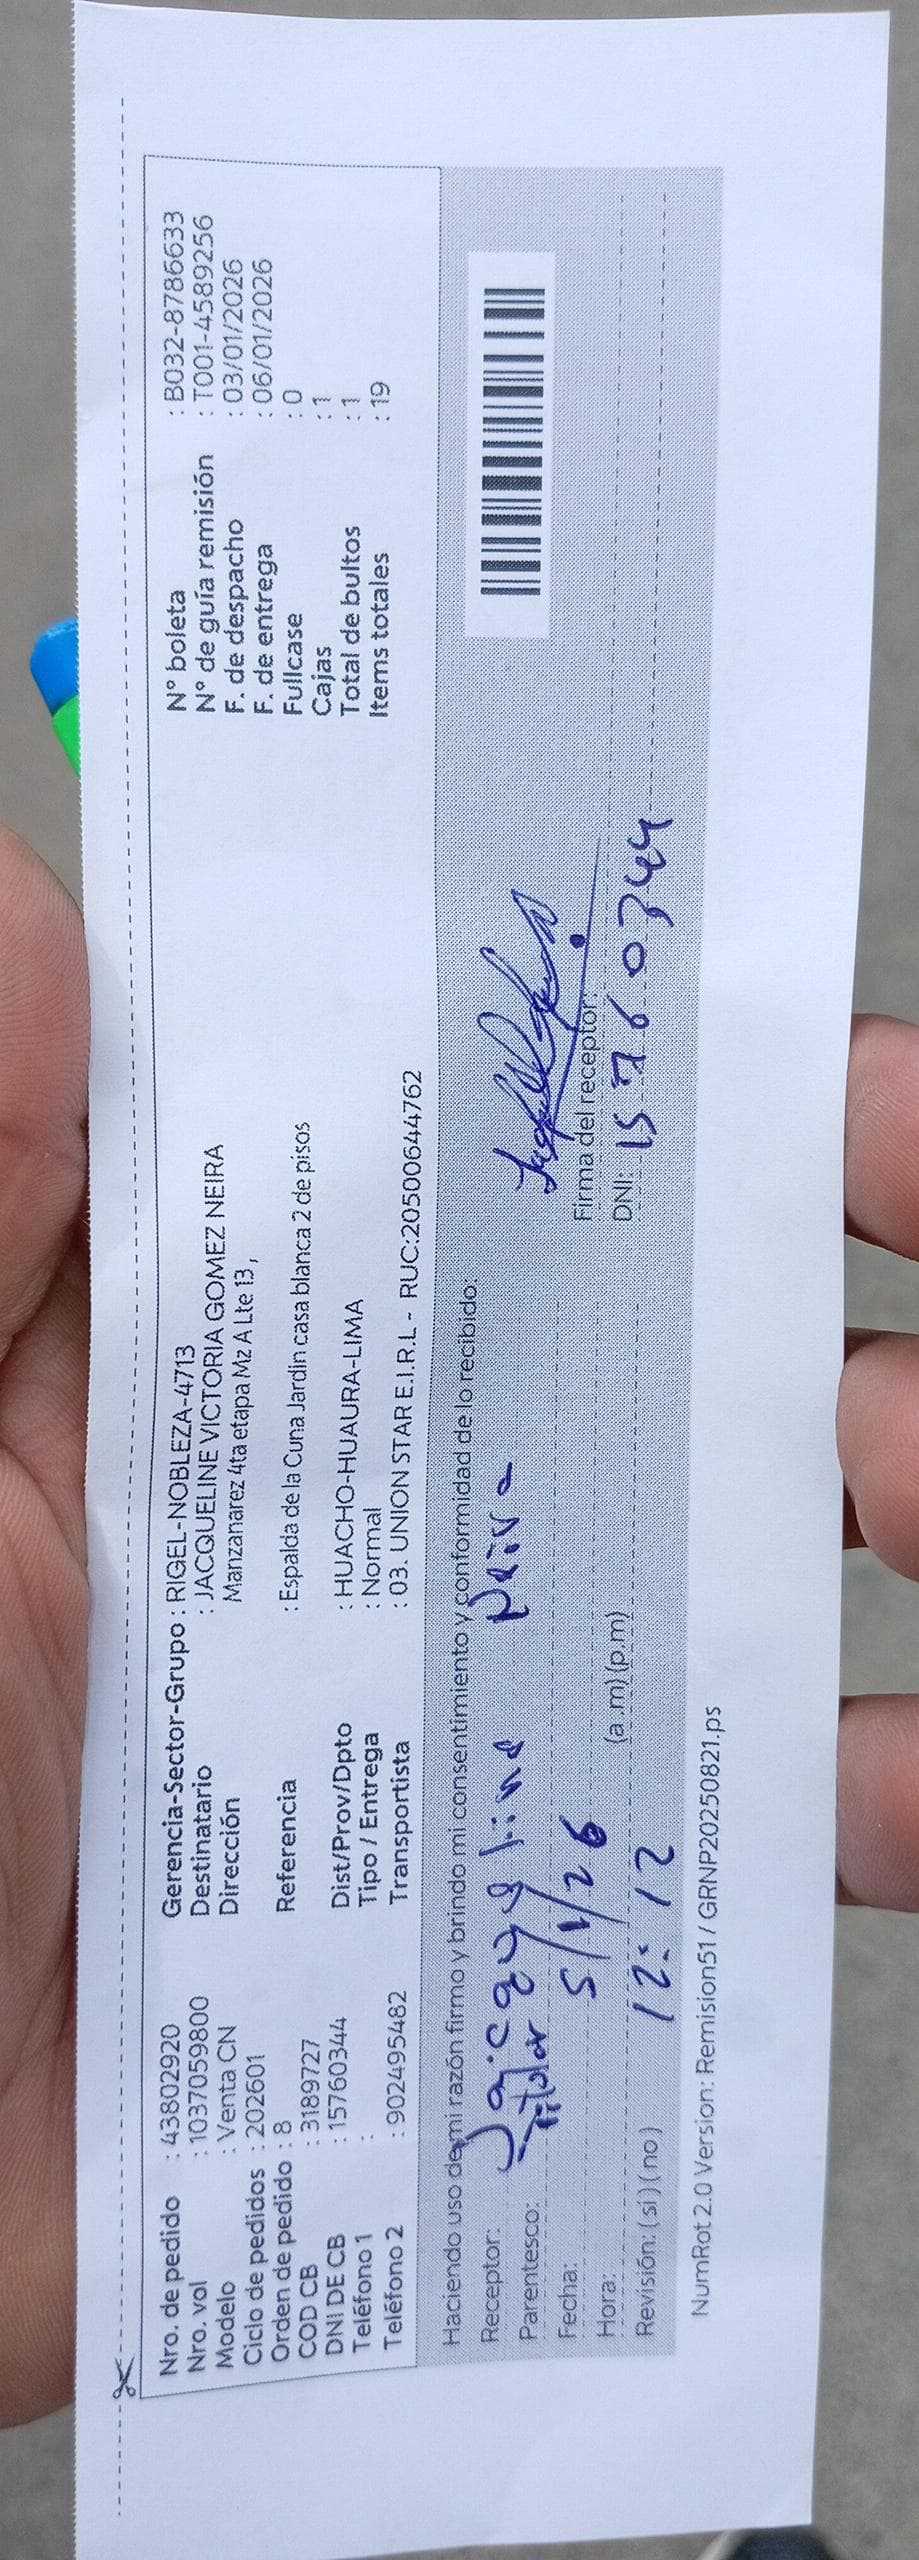 Nro. de pedido : 43802920
Nro. vol : 1037059800
Modelo : Venta CN
Ciclo de pedidos : 202601
Orden de pedido : 8
COD CB : 3189727
DNI DE CB : 15760344
Teléfono 1 :
Teléfono 2 : 902495482
Gerencia-Sector-Grupo : RIGEL-NOBLEZA-4713
Destinatario : JACQUELINE VICTORIA GOMEZ NEIRA
Dirección Manzanarez 4ta etapa Mz A Lte 13 ,
Referencia : Espalda de la Cuna Jardin casa blanca 2 de pisos
Dist/Prov/Dpto : HUACHO-HUAURA-LIMA
Tipo / Entrega : Normal
Transportista : 03. UNION STAR E.I.R.L - RUC:20500644762
N° boleta : B032-8786633
N° de guía remisión : T001-4589256
F. de despacho : 03/01/2026
F. de entrega : 06/01/2026
Fullcase : 0
Cajas : 1
Total de bultos : 1
Items totales : 19
Haciendo uso de mi razón firmo y brindo mi consentimiento y conformidad de lo recibido.
Receptor: Neira
Parentesco: titular
Fecha: 5/1/26
Hora: 12:12 (a .m) (p.m)
Revisión: ( si ) ( no )
Firma del receptor:
DNI: 15760344
NumRot 2.0 Version: Remision51 / GRNP20250821.ps